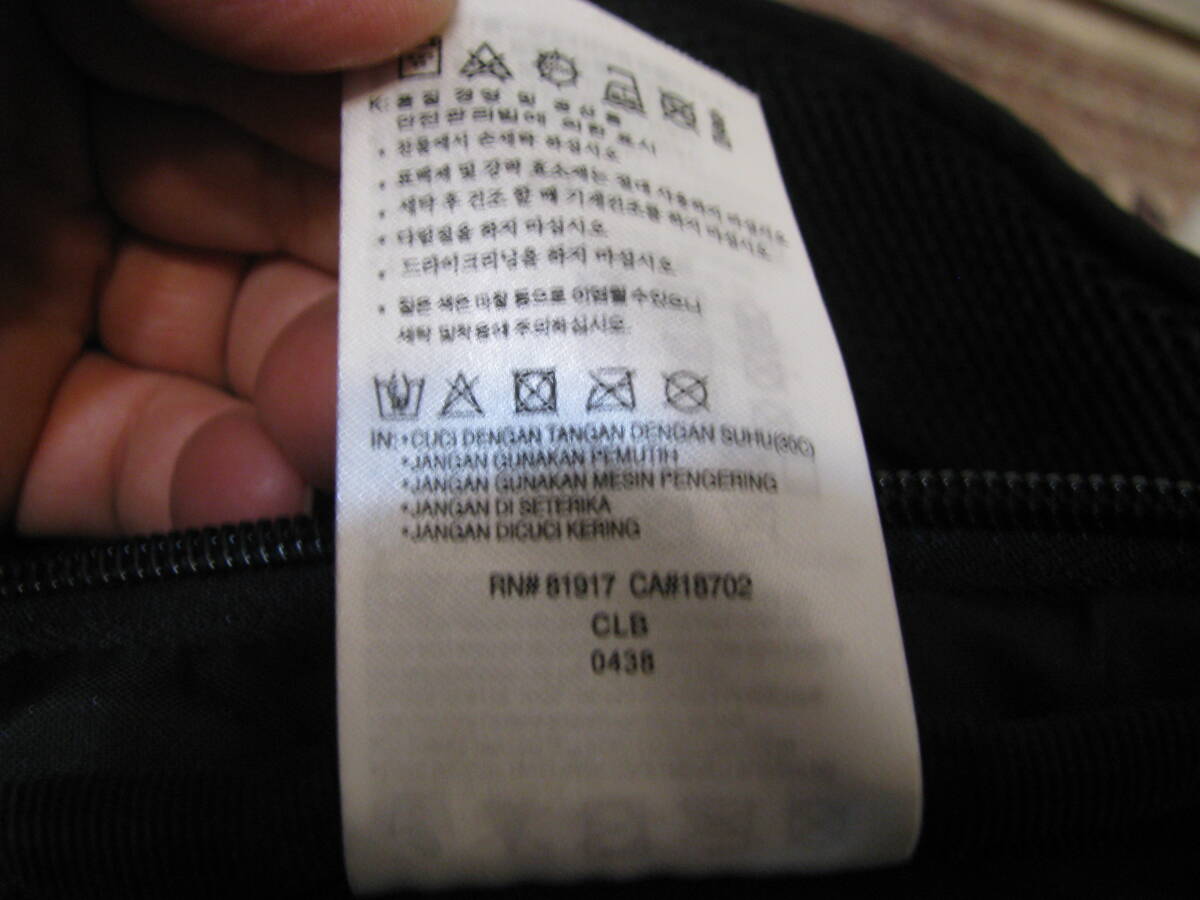 K: 품질 경영 및 공산품
안전관리법에 의한 표시
• 찬물에서 손세탁 하십시오
• 표백제 및 강력 효소제는 절대 사용하지 마십시오
• 세탁 후 건조 할 때 기계건조를 하지 마십시오
• 다림질을 하지 마십시오
• 드라이크리닝을 하지 마십시오
• 짙은 색은 마찰 등으로 이염될 수있으니
세탁 및착용에 주의하십시오.
IN: •CUCI DENGAN TANGAN DENGAN SUHU(30C)
•JANGAN GUNAKAN PEMUTIH
•JANGAN GUNAKAN MESIN PENGERING
•JANGAN DI SETERIKA
•JANGAN DICUCI KERING
RN# 81917 CA#18702
CLB
0438